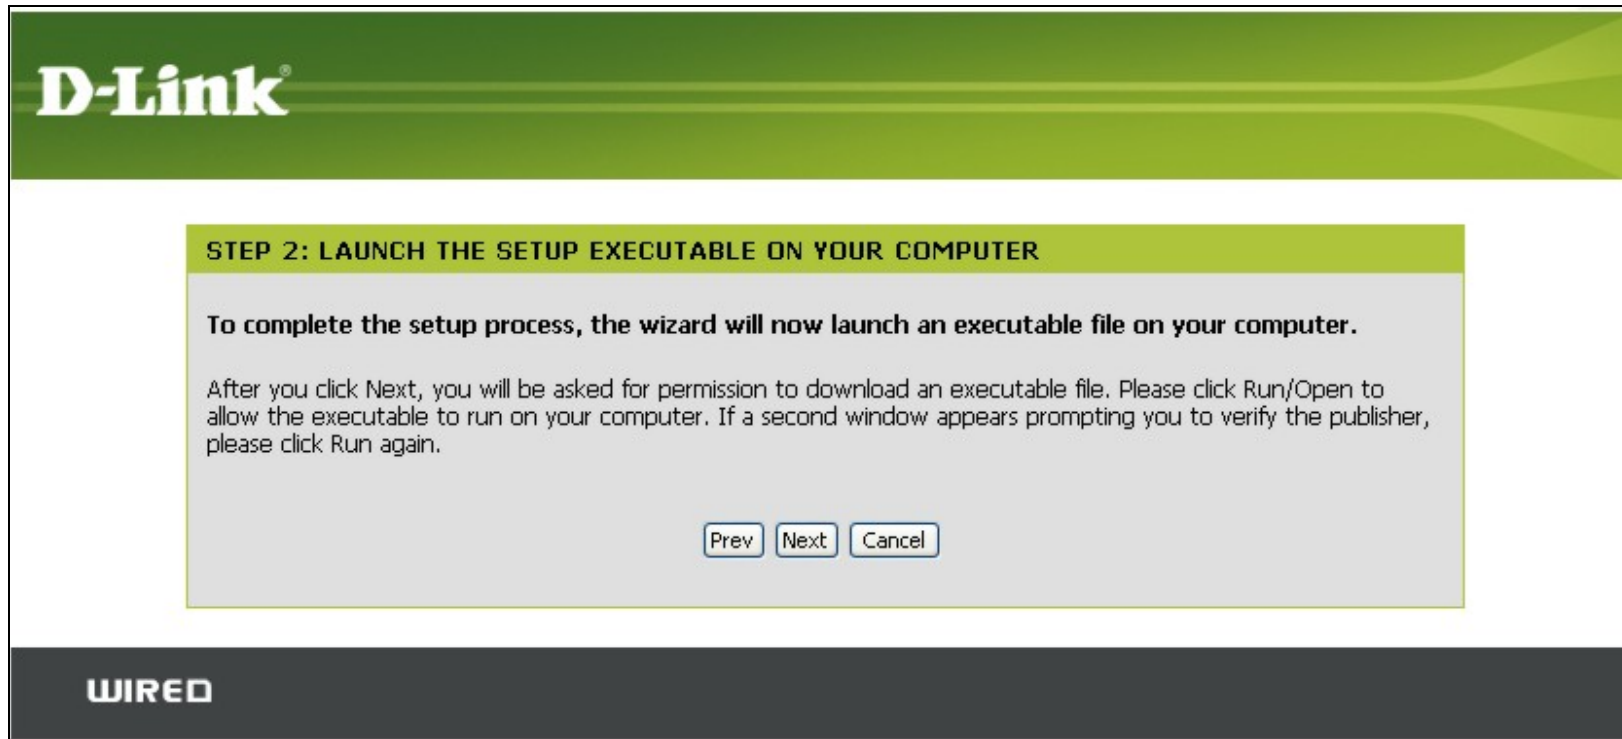 D-Link®
STEP 2: LAUNCH THE SETUP EXECUTABLE ON YOUR COMPUTER
To complete the setup process, the wizard will now launch an executable file on your computer.
After you click Next, you will be asked for permission to download an executable file. Please click Run/Open to
allow the executable to run on your computer. If a second window appears prompting you to verify the publisher,
please click Run again.
Prev Next Cancel
WIRED